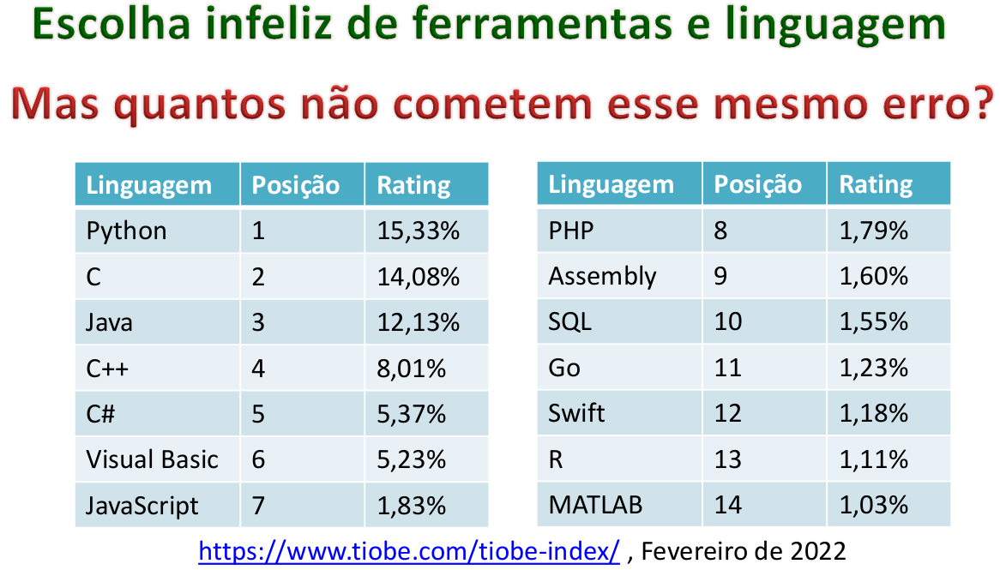 Escolha infeliz de ferramentas e linguagem
Mas quantos não cometem esse mesmo erro?
Linguagem Posição Rating
Python 1 15,33%
C 2 14,08%
Java 3 12,13%
C++ 4 8,01%
C# 5 5,37%
Visual Basic 6 5,23%
JavaScript 7 1,83%
Linguagem Posição Rating
PHP 8 1,79%
Assembly 9 1,60%
SQL 10 1,55%
Go 11 1,23%
Swift 12 1,18%
R 13 1,11%
MATLAB 14 1,03%
https://www.tiobe.com/tiobe-index/ , Fevereiro de 2022